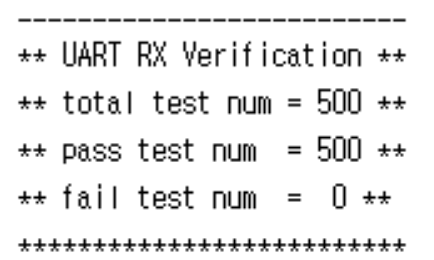 --------------------------
** UART RX Verification **
** total test num = 500 **
** pass test num  = 500 **
** fail test num  =  0 **
**************************